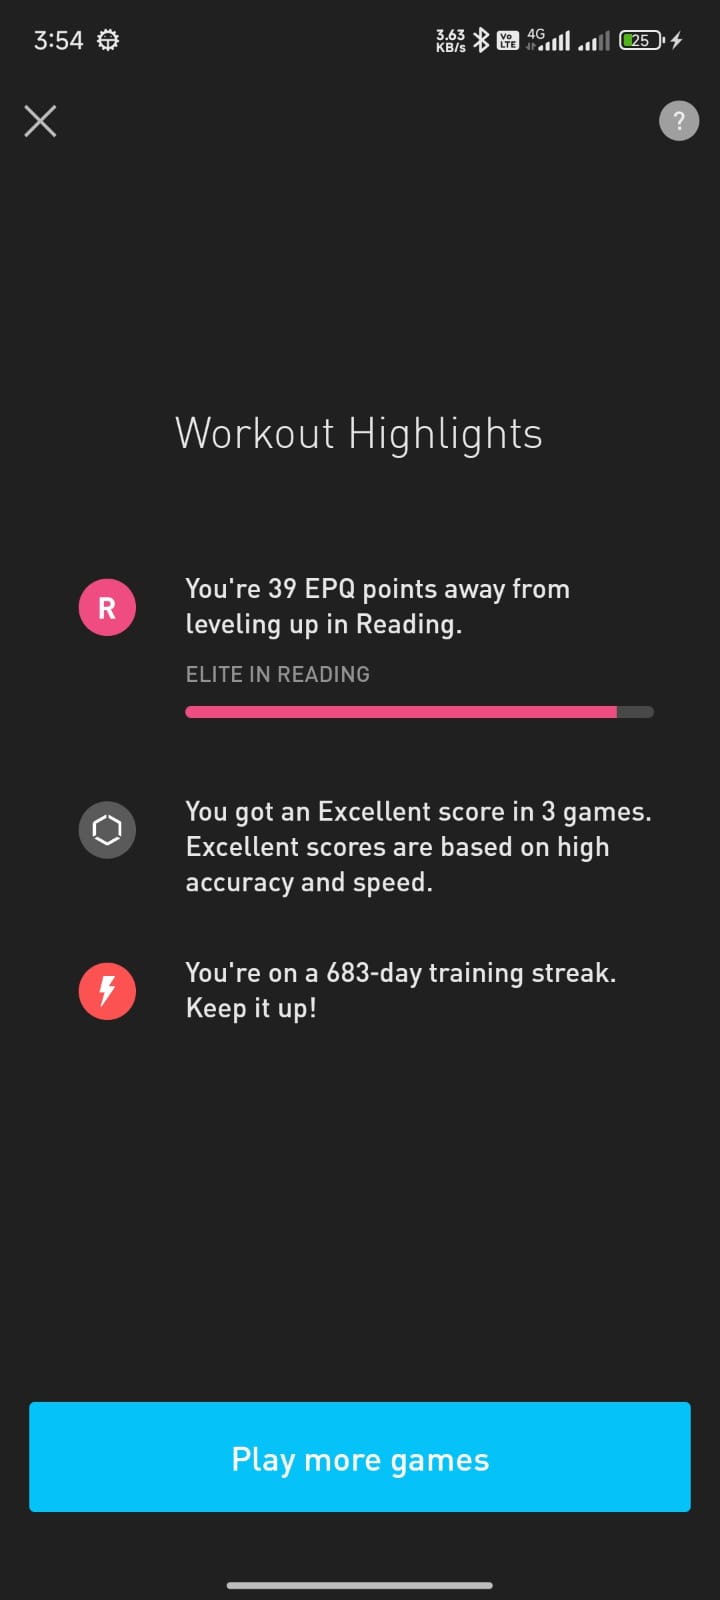 3:54
3.63
KB/s
Vo
LTE
4G
25
?
Workout Highlights
R
You're 39 EPQ points away from
leveling up in Reading.
ELITE IN READING
You got an Excellent score in 3 games.
Excellent scores are based on high
accuracy and speed.
You're on a 683-day training streak.
Keep it up!
Play more games